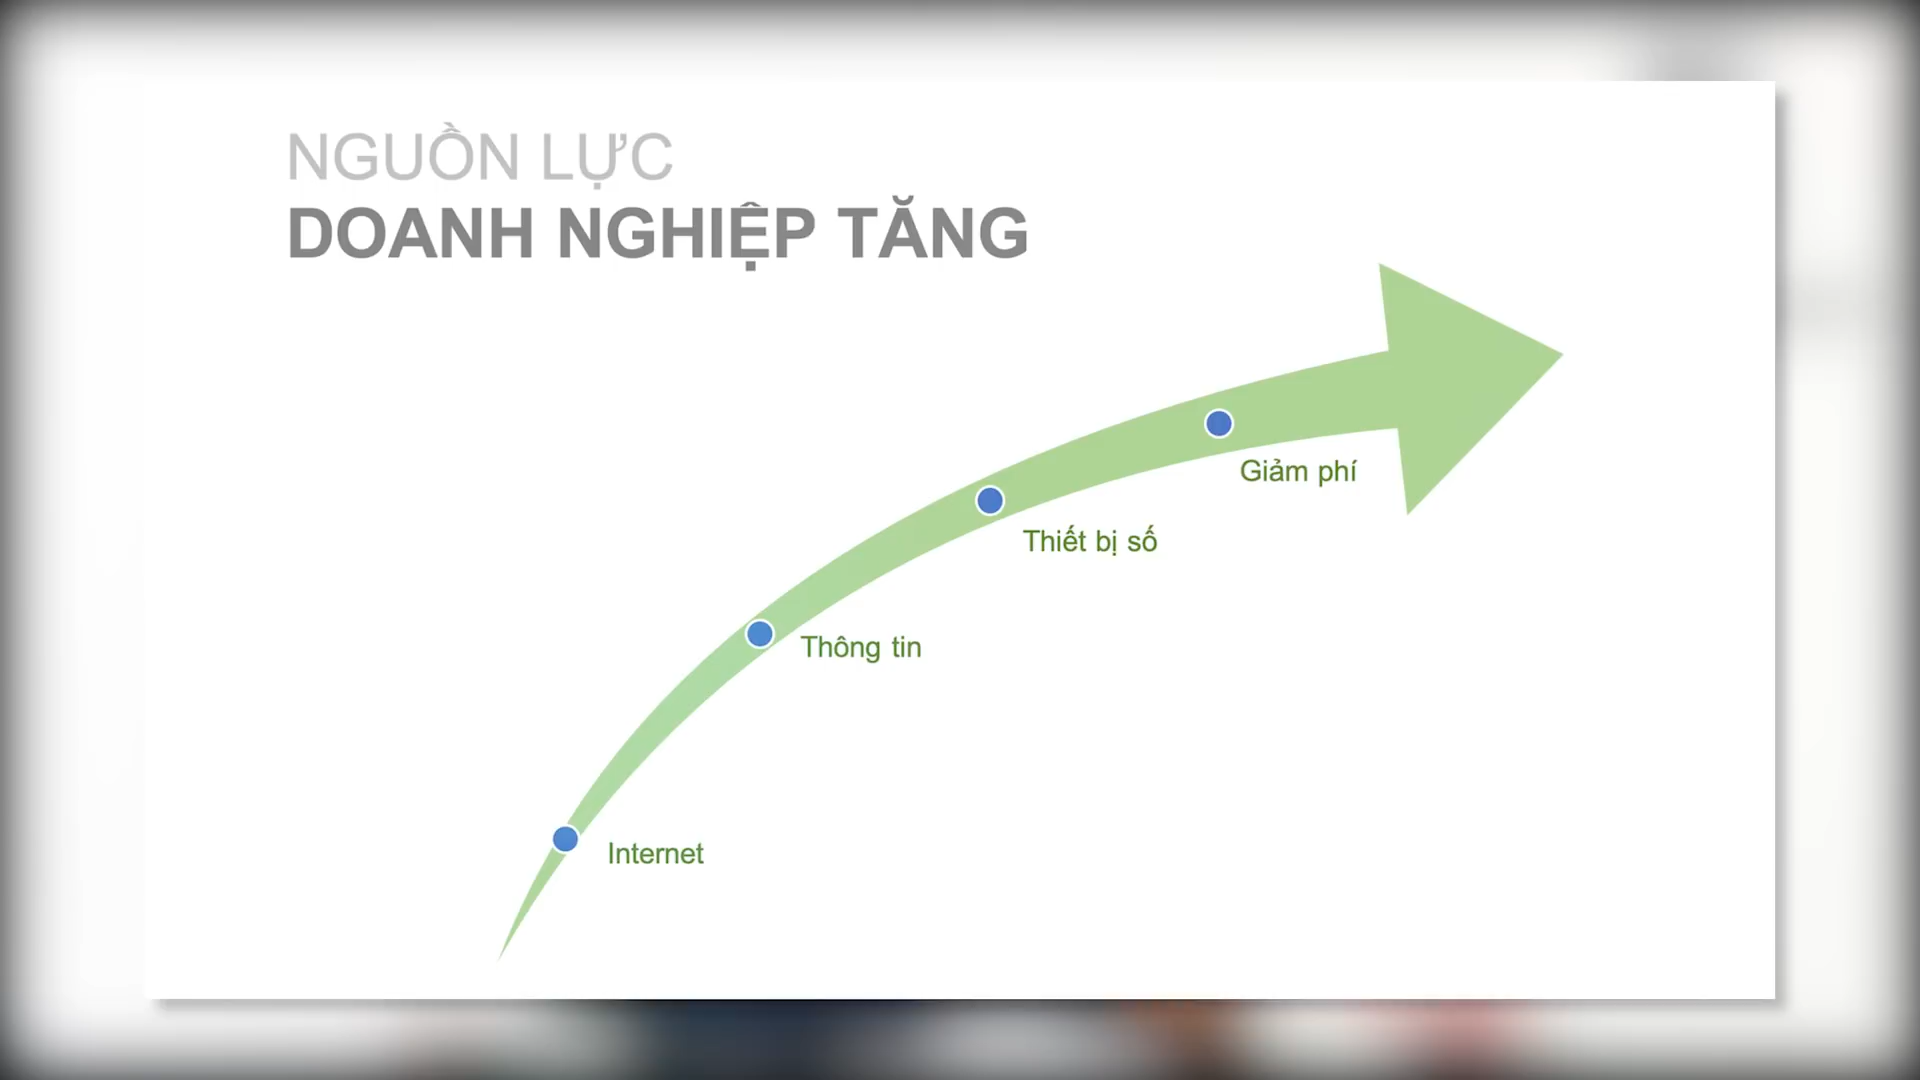 NGUỒN LỰC
DOANH NGHIỆP TĂNG
Giảm phí
Thiết bị số
Thông tin
Internet